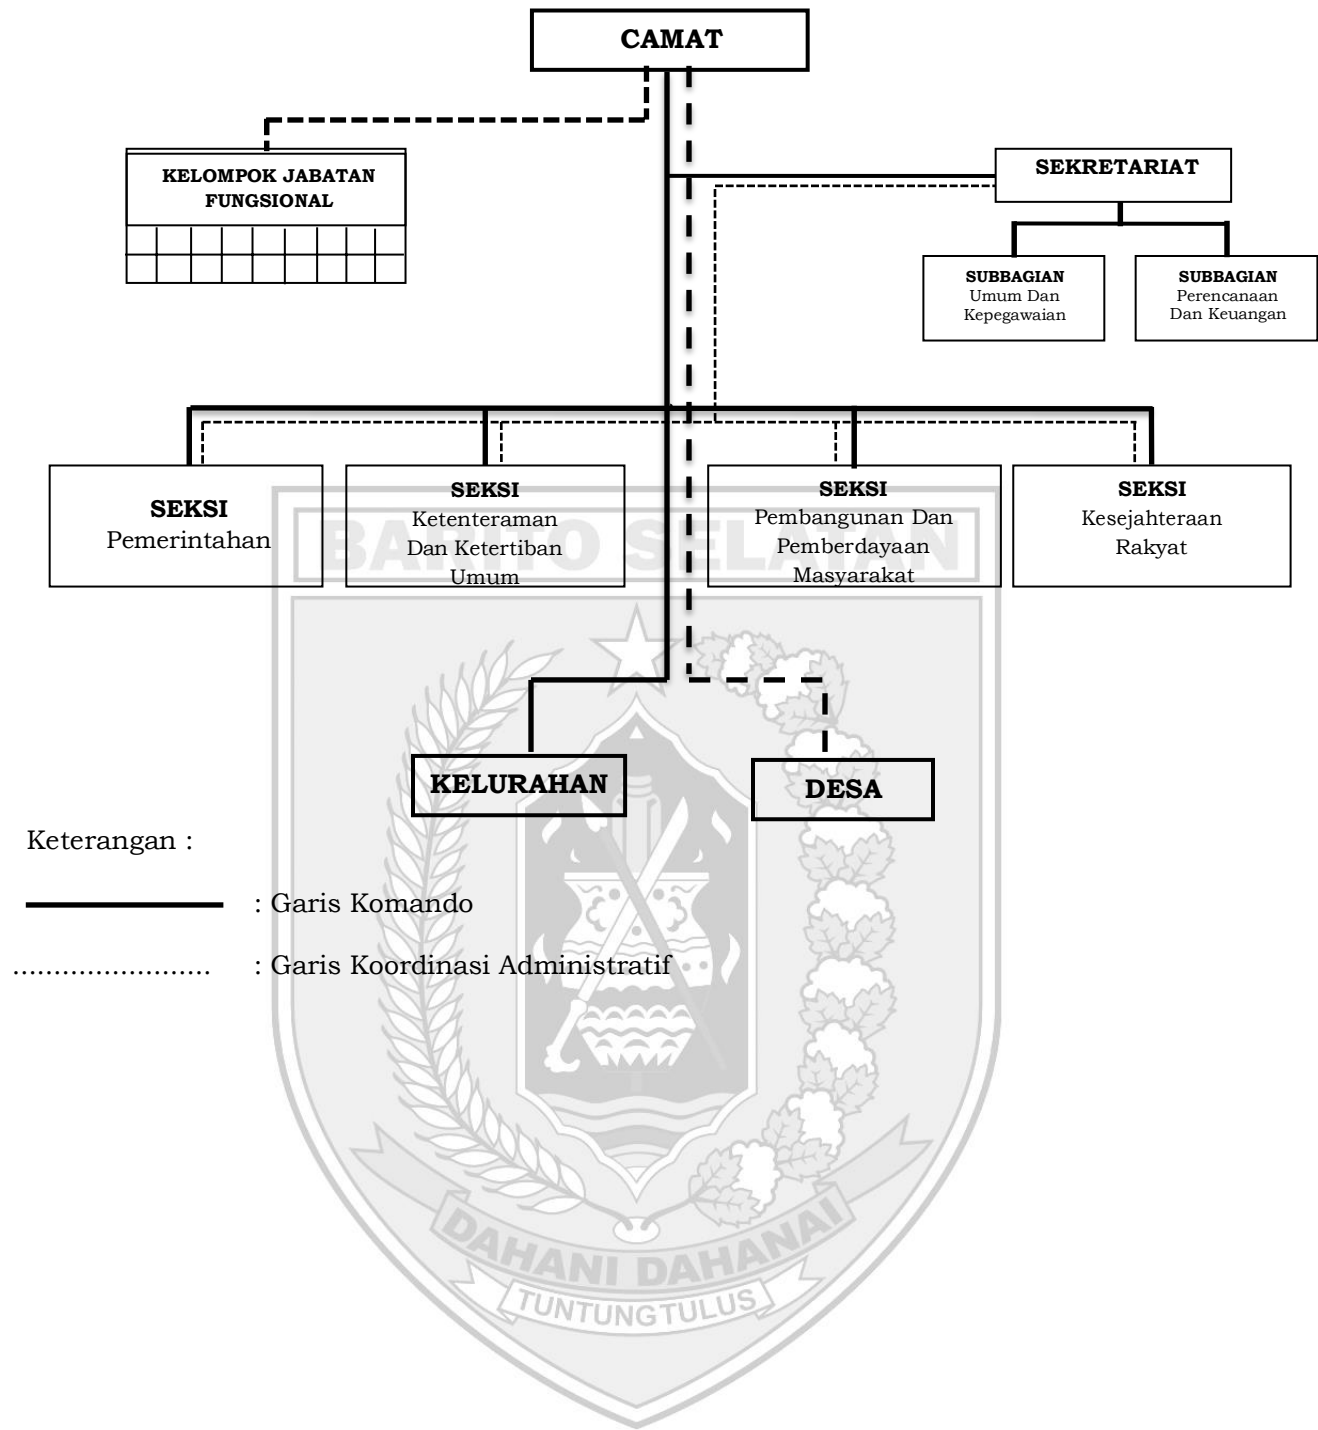 CAMAT
KELOMPOK JABATAN
FUNGSIONAL
SEKRETARIAT
SUBBAGIAN
Umum Dan
Kepegawaian
SUBBAGIAN
Perencanaan
Dan Keuangan
SEKSI
Pemerintahan
SEKSI
Ketenteraman
Dan Ketertiban
Umum
SEKSI
Pembangunan Dan
Pemberdayaan
Masyarakat
SEKSI
Kesejahteraan
Rakyat
BARITO SELATAN
KELURAHAN
DESA
Keterangan :
: Garis Komando
........................ : Garis Koordinasi Administratif
DAHANI DAHANAI
TUNTUNG TULUS